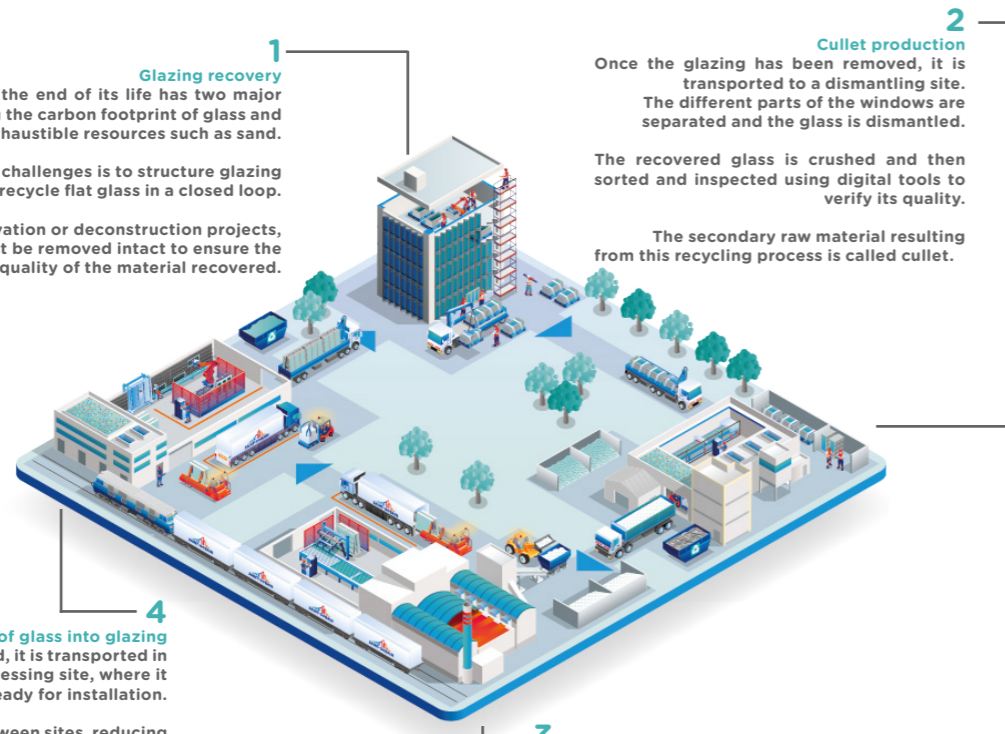 1
Glazing recovery
the end of its life has two major
the carbon footprint of glass and
haustible resources such as sand.
challenges is to structure glazing
recycle flat glass in a closed loop.
vation or deconstruction projects,
t be removed intact to ensure the
quality of the material recovered.
2
Cullet production
Once the glazing has been removed, it is
transported to a dismantling site.
The different parts of the windows are
separated and the glass is dismantled.
The recovered glass is crushed and then
sorted and inspected using digital tools to
verify its quality.
The secondary raw material resulting
from this recycling process is called cullet.
4
of glass into glazing
d, it is transported in
essing site, where it
eady for installation.
ween sites, reducing
3